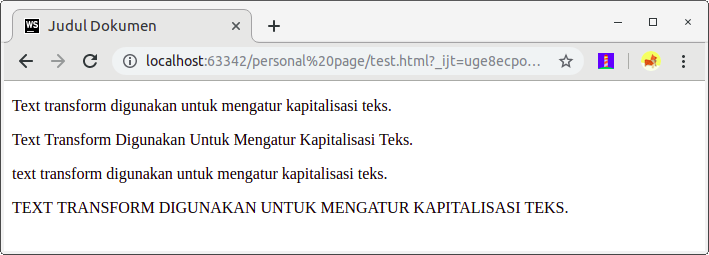 WS Judul Dokumen
localhost:63342/personal%20page/test.html?_ijt=uge8ecpo...
Text transform digunakan untuk mengatur kapitalisasi teks.
Text Transform Digunakan Untuk Mengatur Kapitalisasi Teks.
text transform digunakan untuk mengatur kapitalisasi teks.
TEXT TRANSFORM DIGUNAKAN UNTUK MENGATUR KAPITALISASI TEKS.